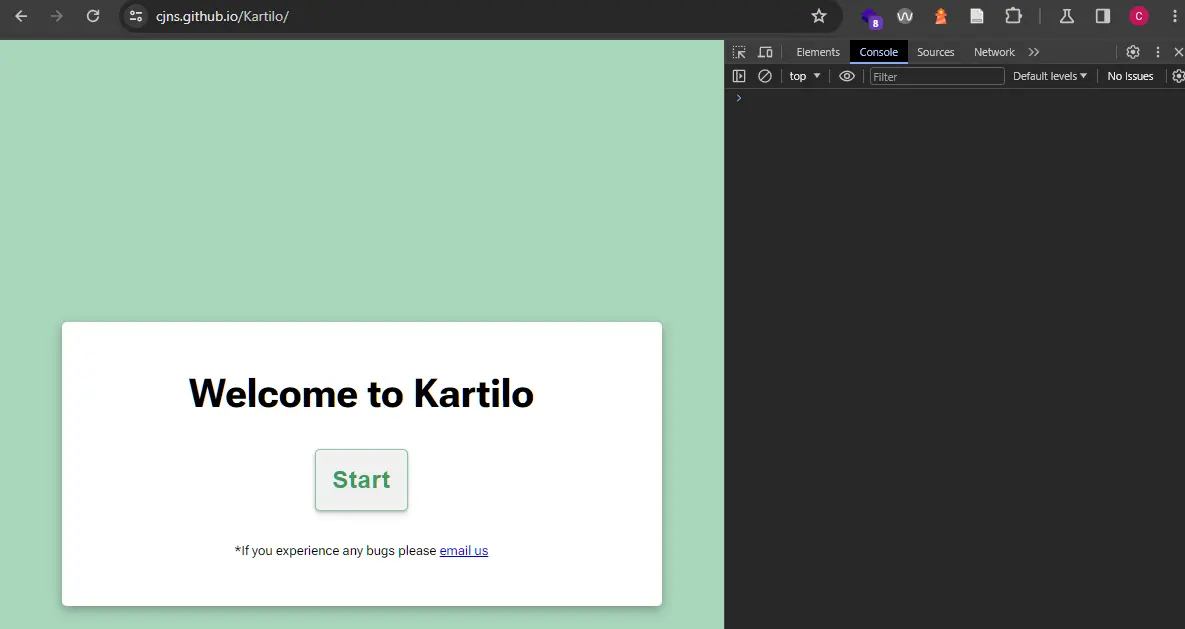 cjns.github.io/Kartilo/
8
C
Elements Console Sources Network
top Filter Default levels No Issues
Welcome to Kartilo
Start
*If you experience any bugs please email us